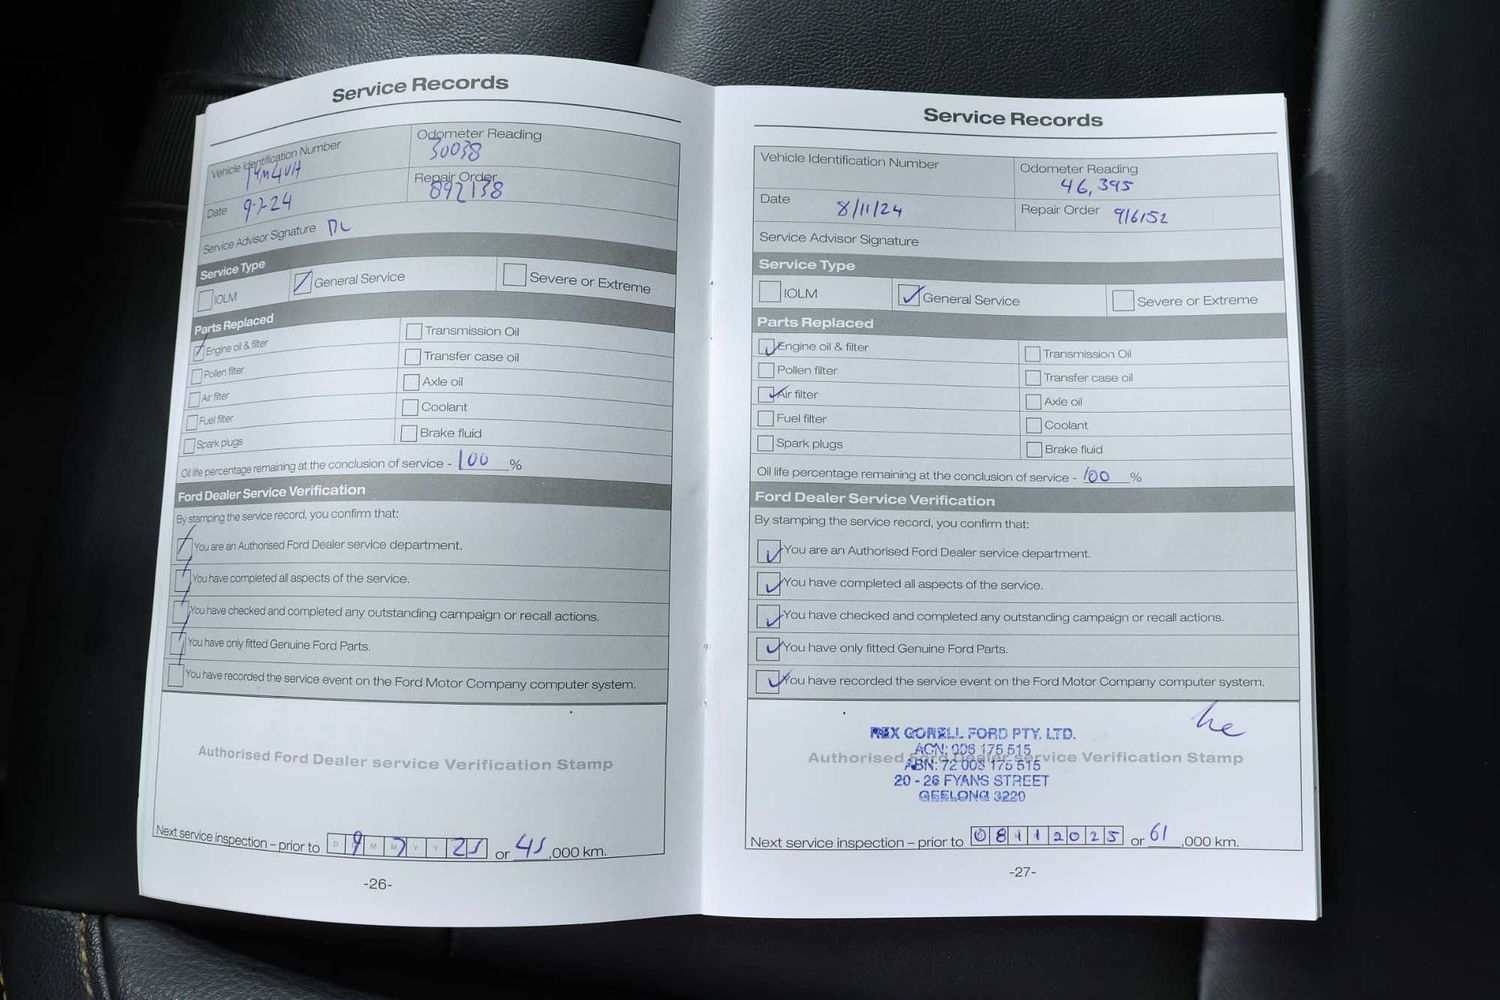 Service Records
Vehicle Identification Number
1YM4VH
Odometer Reading
30038
Date 9-7-24
Repair Order
892138
Service Advisor Signature
Service Type
IOLM
General Service
Severe or Extreme
Parts Replaced
Engine oil & filter
Transmission Oil
Pollen filter
Transfer case oil
Air filter
Axle oil
Fuel filter
Coolant
Spark plugs
Brake fluid
Oil life percentage remaining at the conclusion of service - 100 %
Ford Dealer Service Verification
By stamping the service record, you confirm that:
You are an Authorised Ford Dealer service department.
You have completed all aspects of the service.
You have checked and completed any outstanding campaign or recall actions.
You have only fitted Genuine Ford Parts.
You have recorded the service event on the Ford Motor Company computer system.
Authorised Ford Dealer service Verification Stamp
Next service inspection – prior to 9 7 25 or 45 ,000 km.
-26-
Service Records
Vehicle Identification Number
Odometer Reading
46,395
Date 8/11/24
Repair Order 916152
Service Advisor Signature
Service Type
IOLM
General Service
Severe or Extreme
Parts Replaced
Engine oil & filter
Transmission Oil
Pollen filter
Transfer case oil
Air filter
Axle oil
Fuel filter
Coolant
Spark plugs
Brake fluid
Oil life percentage remaining at the conclusion of service - 100 %
Ford Dealer Service Verification
By stamping the service record, you confirm that:
You are an Authorised Ford Dealer service department.
You have completed all aspects of the service.
You have checked and completed any outstanding campaign or recall actions.
You have only fitted Genuine Ford Parts.
You have recorded the service event on the Ford Motor Company computer system.
REX GORELL FORD PTY. LTD.
ACN: 005 175 515
Authorised Ford Dealer service Verification Stamp
ABN: 72 005 175 515
20 - 26 FYANS STREET
GEELONG 3220
Next service inspection – prior to 08112025 or 61 ,000 km.
-27-